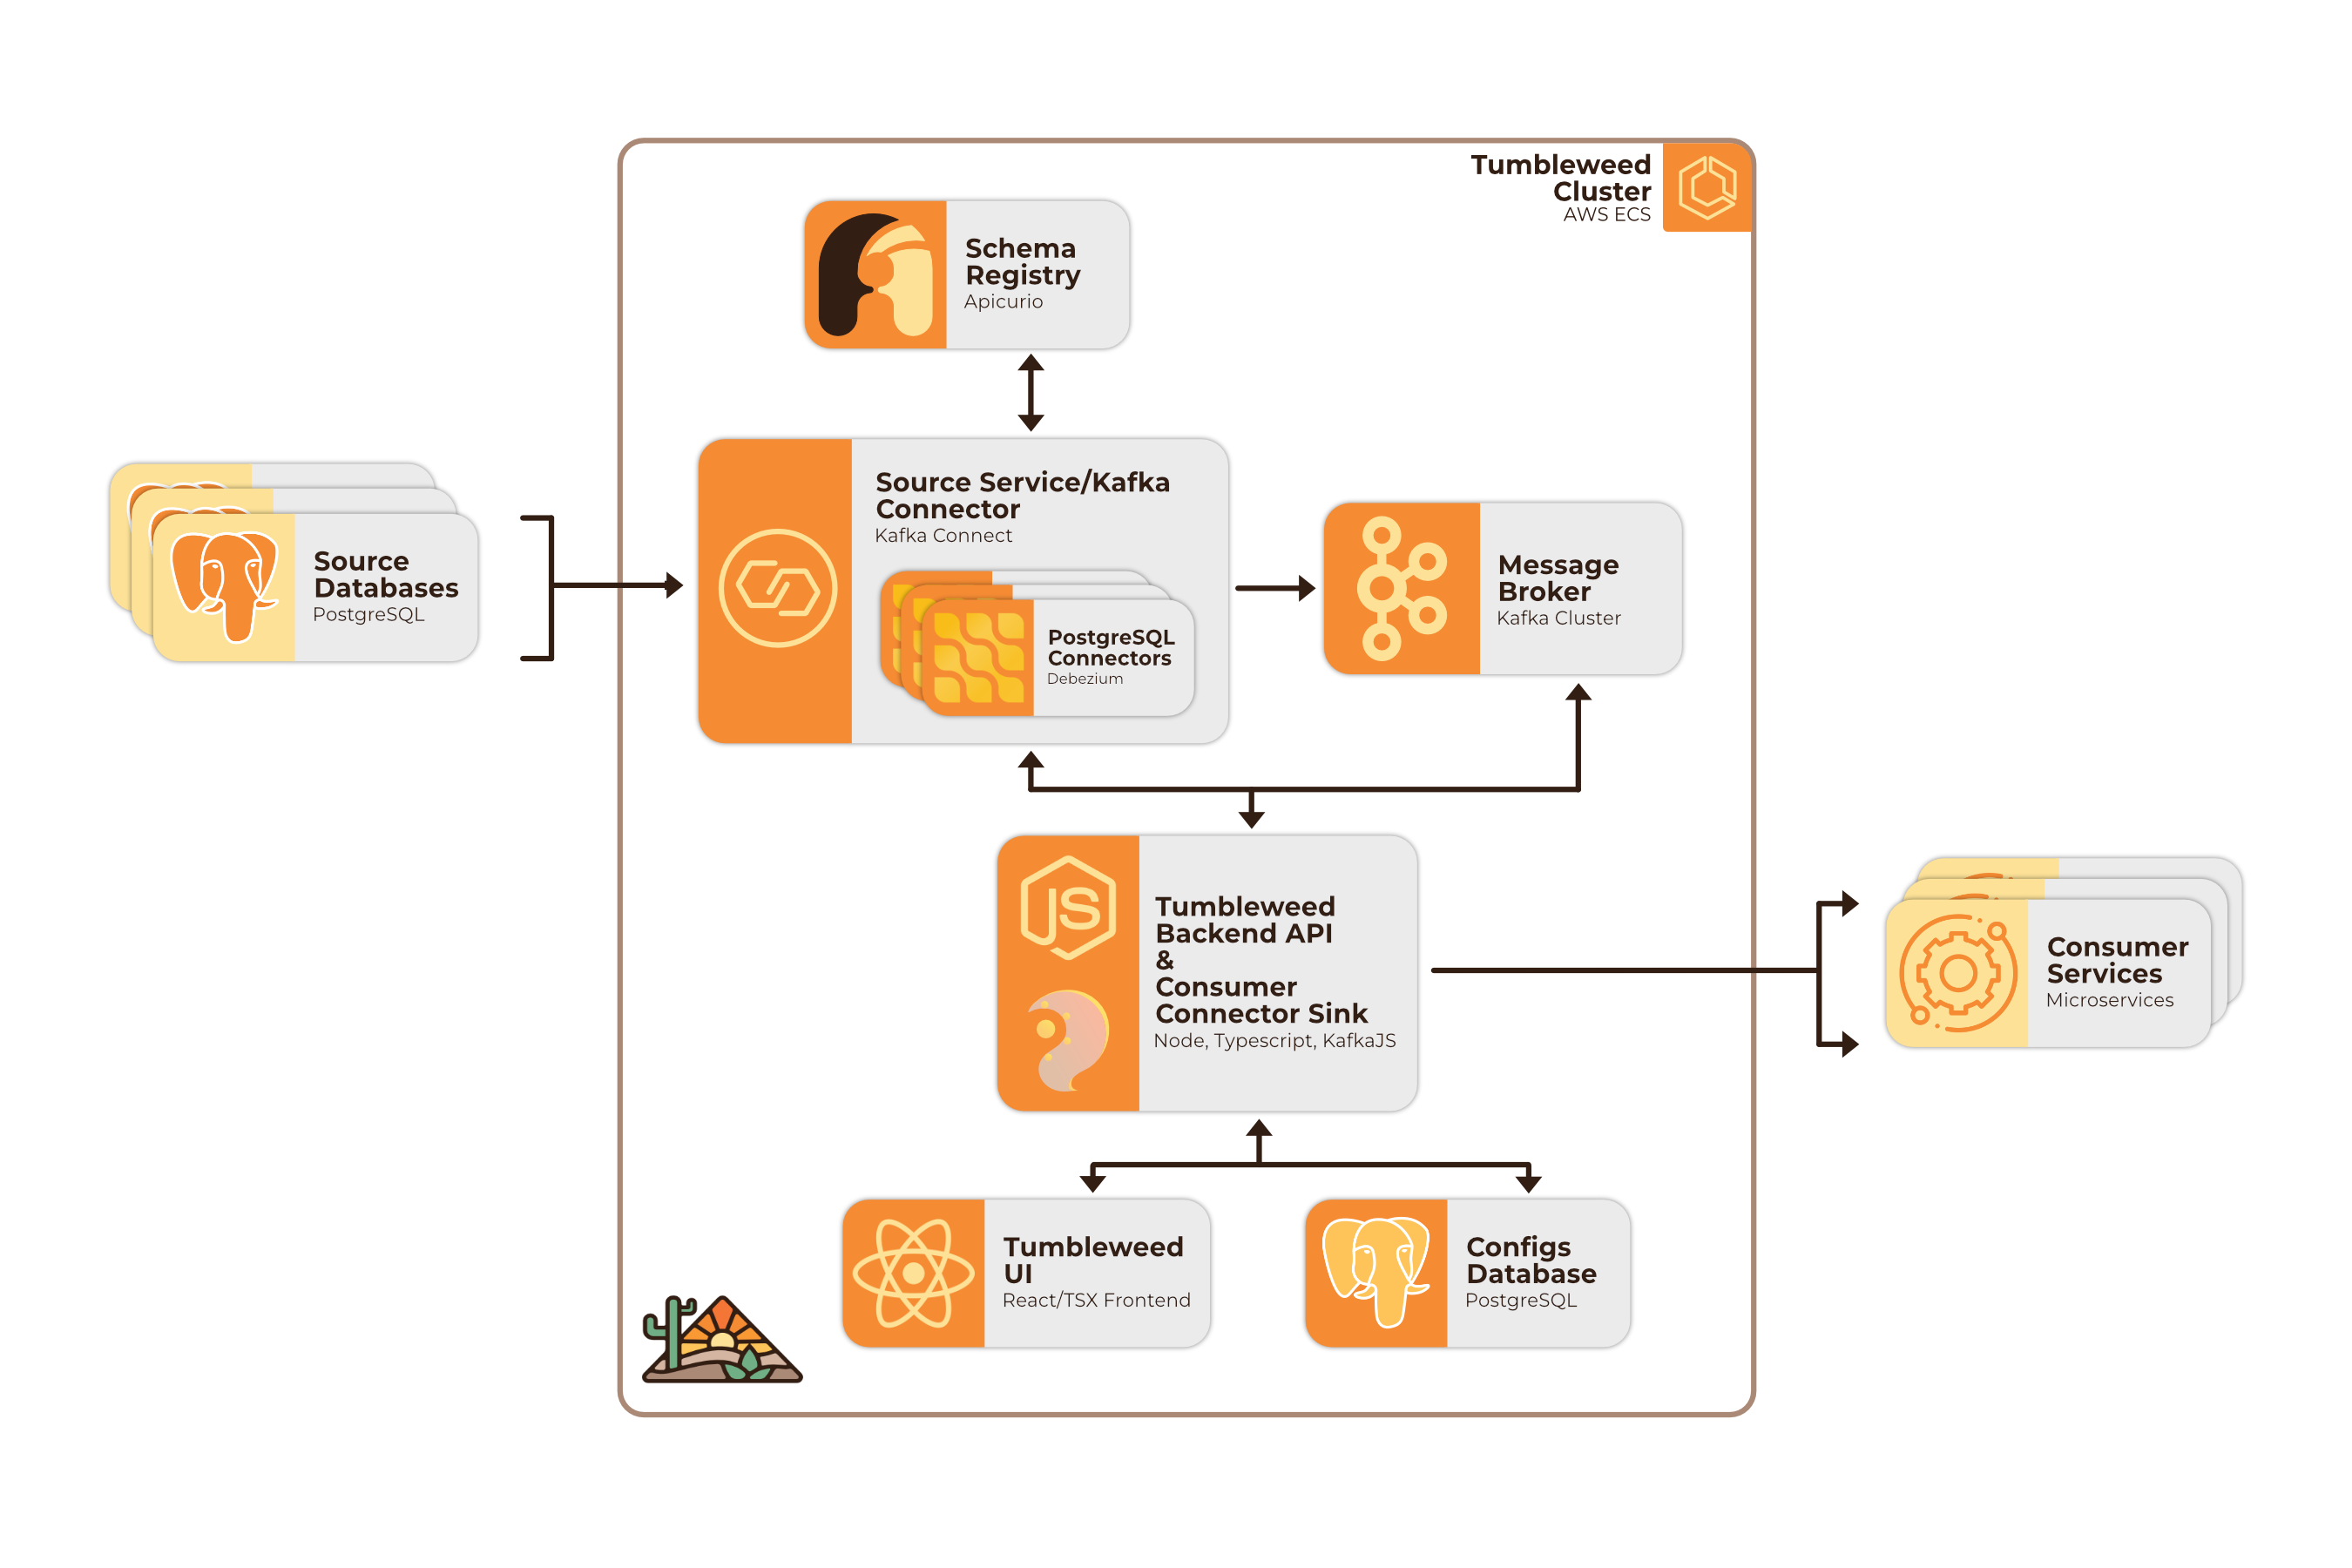 Tumbleweed
Cluster
AWS ECS
Schema
Registry
Apicurio
Source Service/Kafka
Connector
Kafka Connect
PostgreSQL
Connectors
Debezium
Source
Databases
PostgreSQL
Message
Broker
Kafka Cluster
JS
Tumbleweed
Backend API
&
Consumer
Connector Sink
Node, Typescript, KafkaJS
Consumer
Services
Microservices
Tumbleweed
UI
React/TSX Frontend
Configs
Database
PostgreSQL